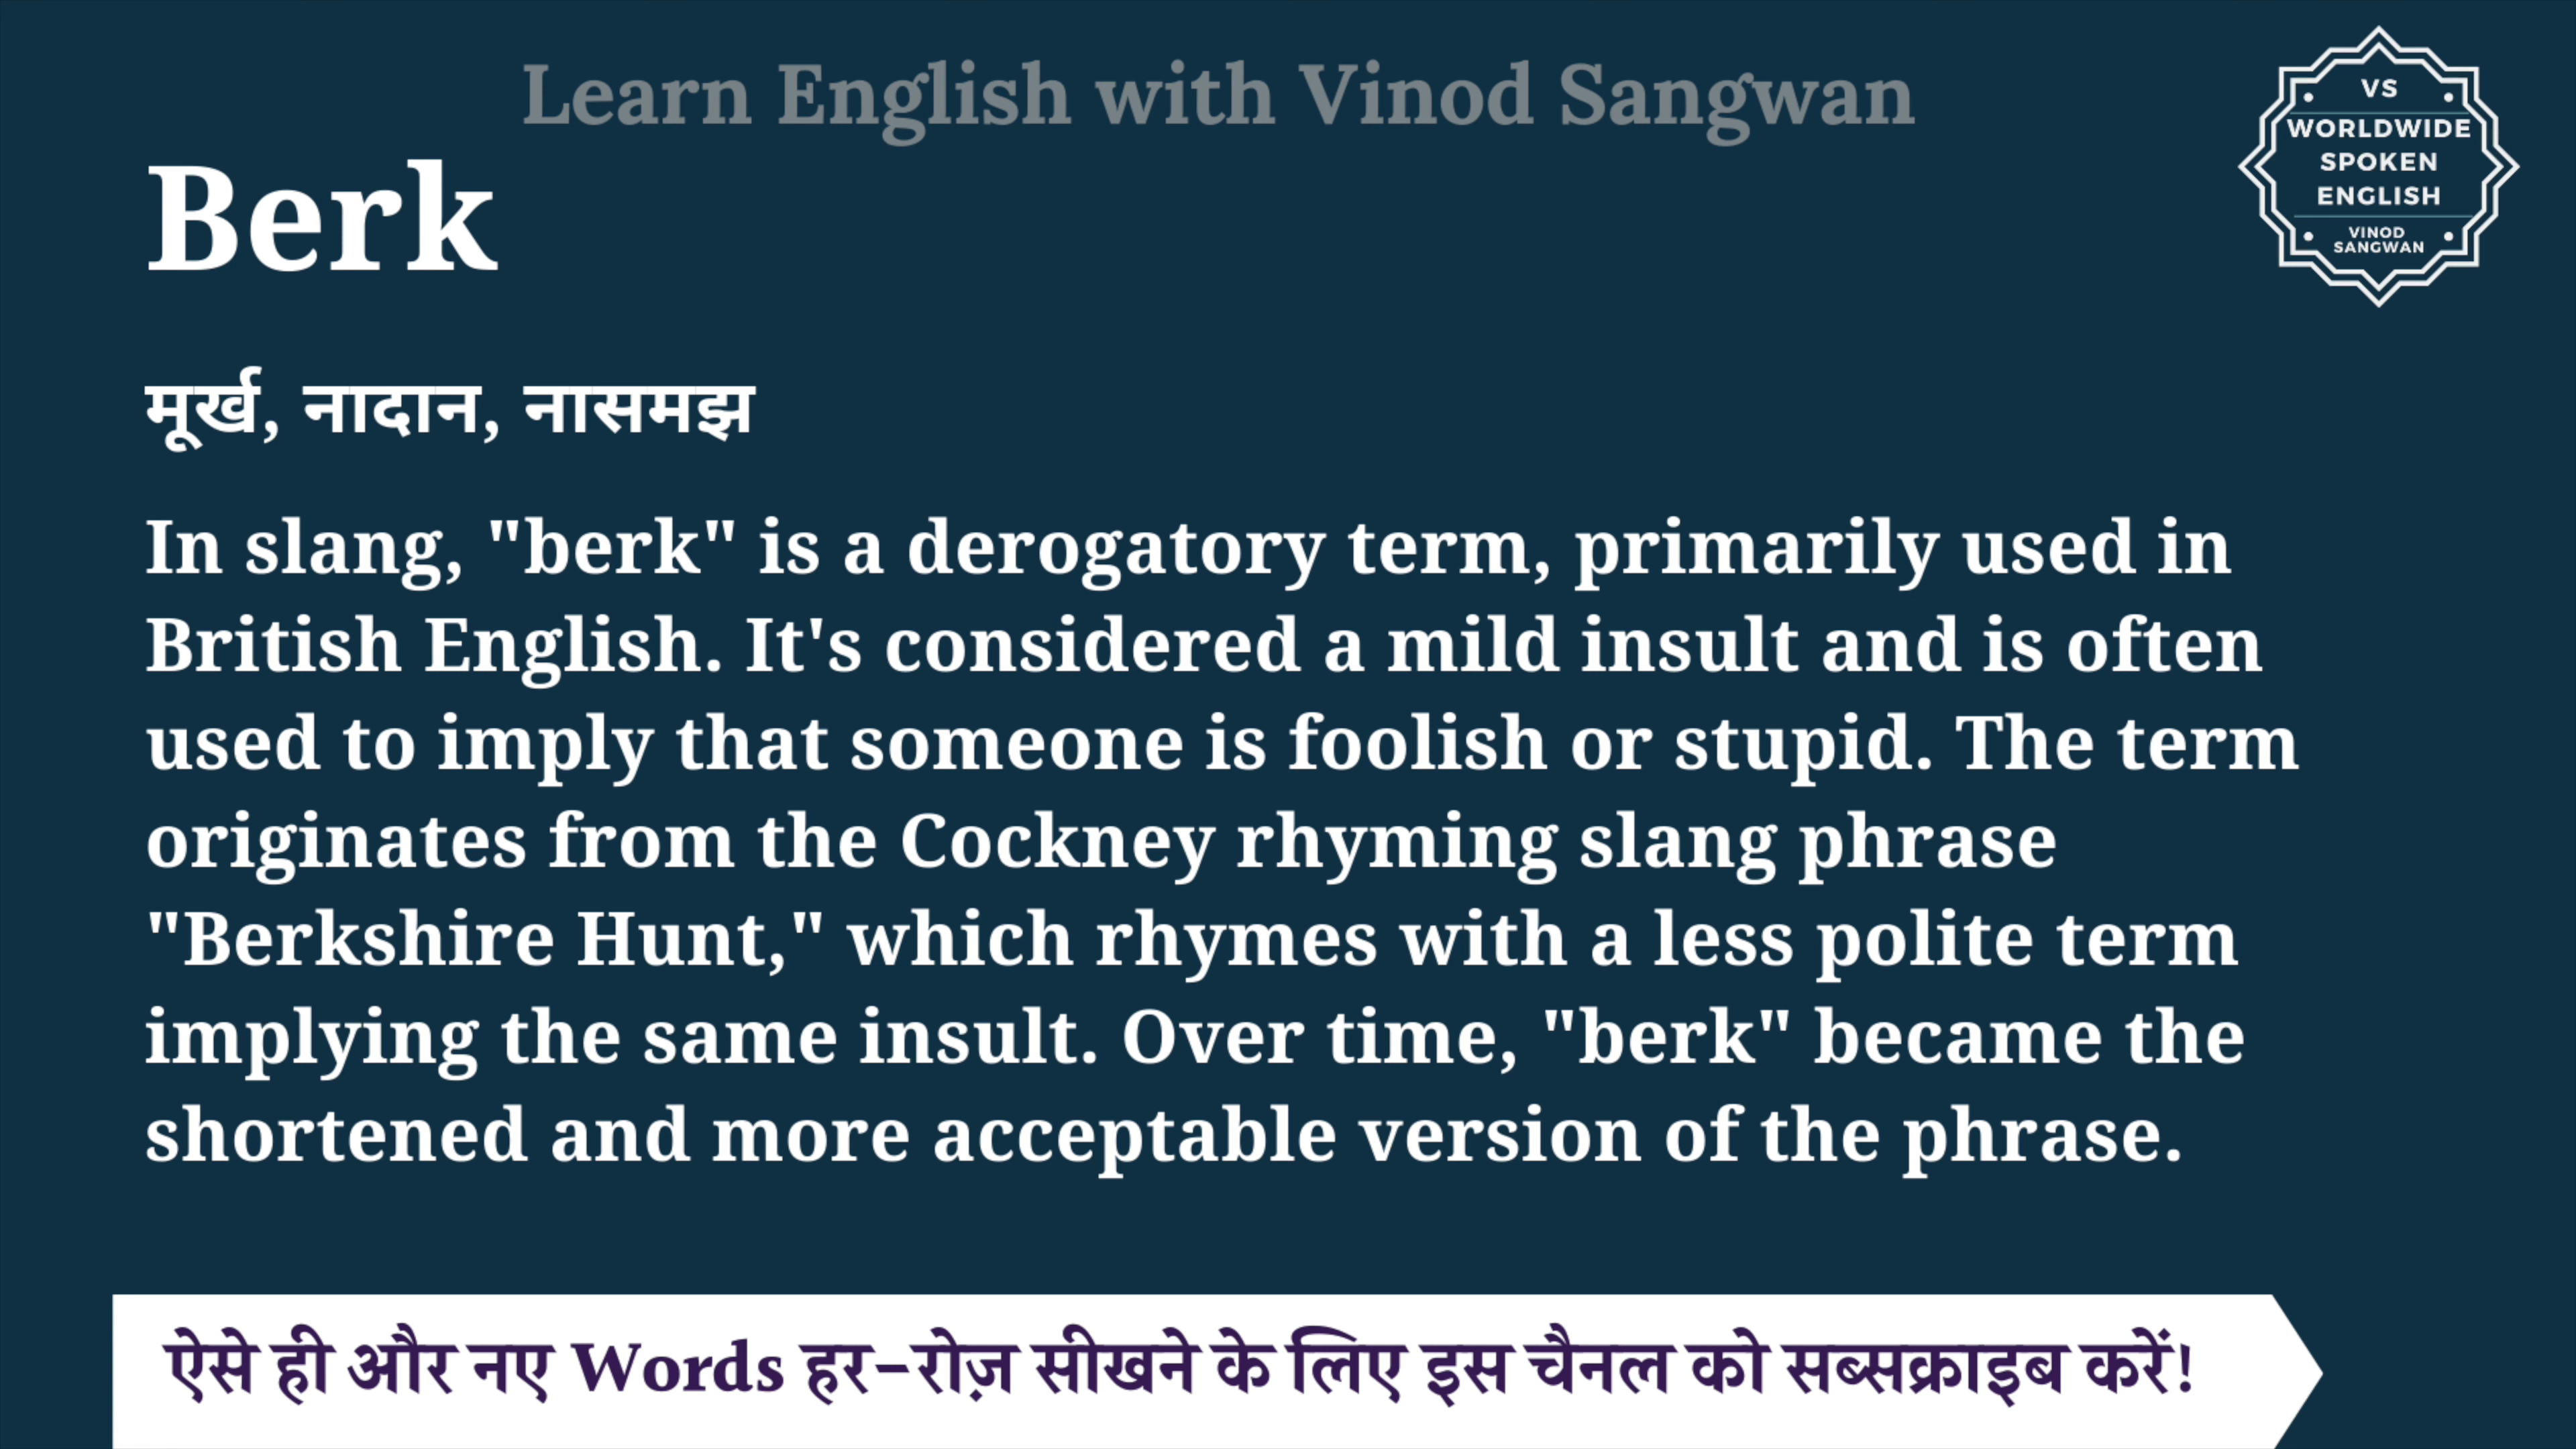 Learn English with Vinod Sangwan
VS
WORLDWIDE
SPOKEN
ENGLISH
VINOD
SANGWAN
Berk
मूर्ख, नादान, नासमझ
In slang, "berk" is a derogatory term, primarily used in
British English. It's considered a mild insult and is often
used to imply that someone is foolish or stupid. The term
originates from the Cockney rhyming slang phrase
"Berkshire Hunt," which rhymes with a less polite term
implying the same insult. Over time, "berk" became the
shortened and more acceptable version of the phrase.
ऐसे ही और नए Words हर-रोज़ सीखने के लिए इस चैनल को सब्सक्राइब करें!